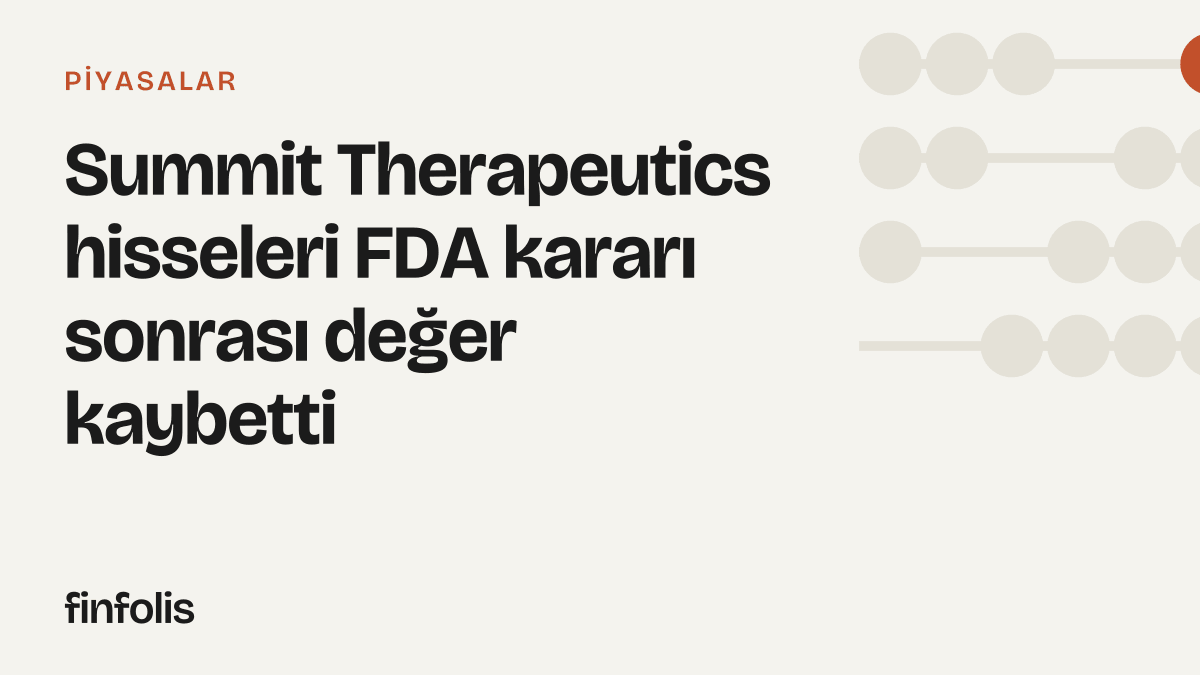 PİYASALAR
Summit Therapeutics
hisseleri FDA kararı
sonrası değer
kaybetti
finfolis